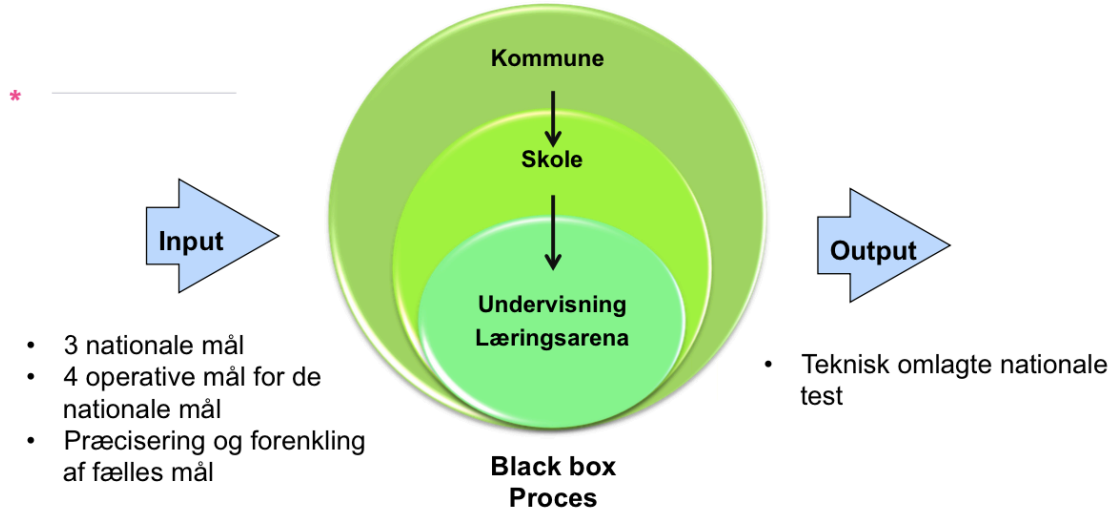 *
Kommune
Skole
Input
Output
Undervisning
Læringsarena
• 3 nationale mål
• 4 operative mål for de
nationale mål
• Præcisering og forenkling
af fælles mål
• Teknisk omlagte nationale
test
Black box
Proces